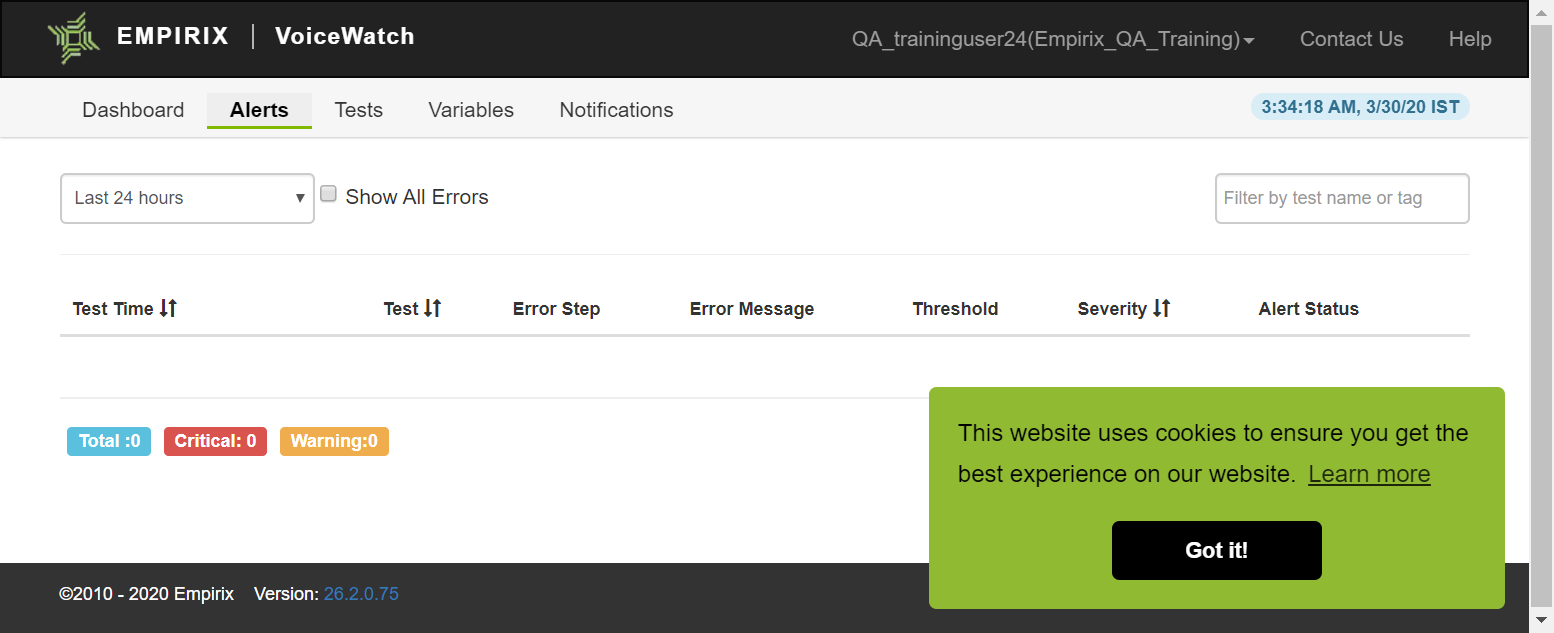 EMPIRIX | VoiceWatch
QA_traininguser24(Empirix_QA_Training) Contact Us Help
Dashboard Alerts Tests Variables Notifications 3:34:18 AM, 3/30/20 IST
Last 24 hours Show All Errors Filter by test name or tag
Test Time Test Error Step Error Message Threshold Severity Alert Status
Total :0 Critical: 0 Warning:0
This website uses cookies to ensure you get the
best experience on our website. Learn more
Got it!
©2010 - 2020 Empirix Version: 26.2.0.75